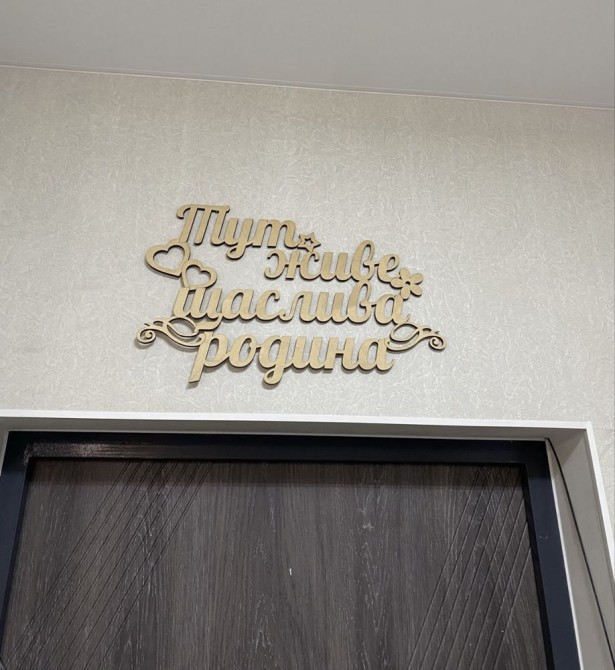 Тут
живе
щаслива
родина